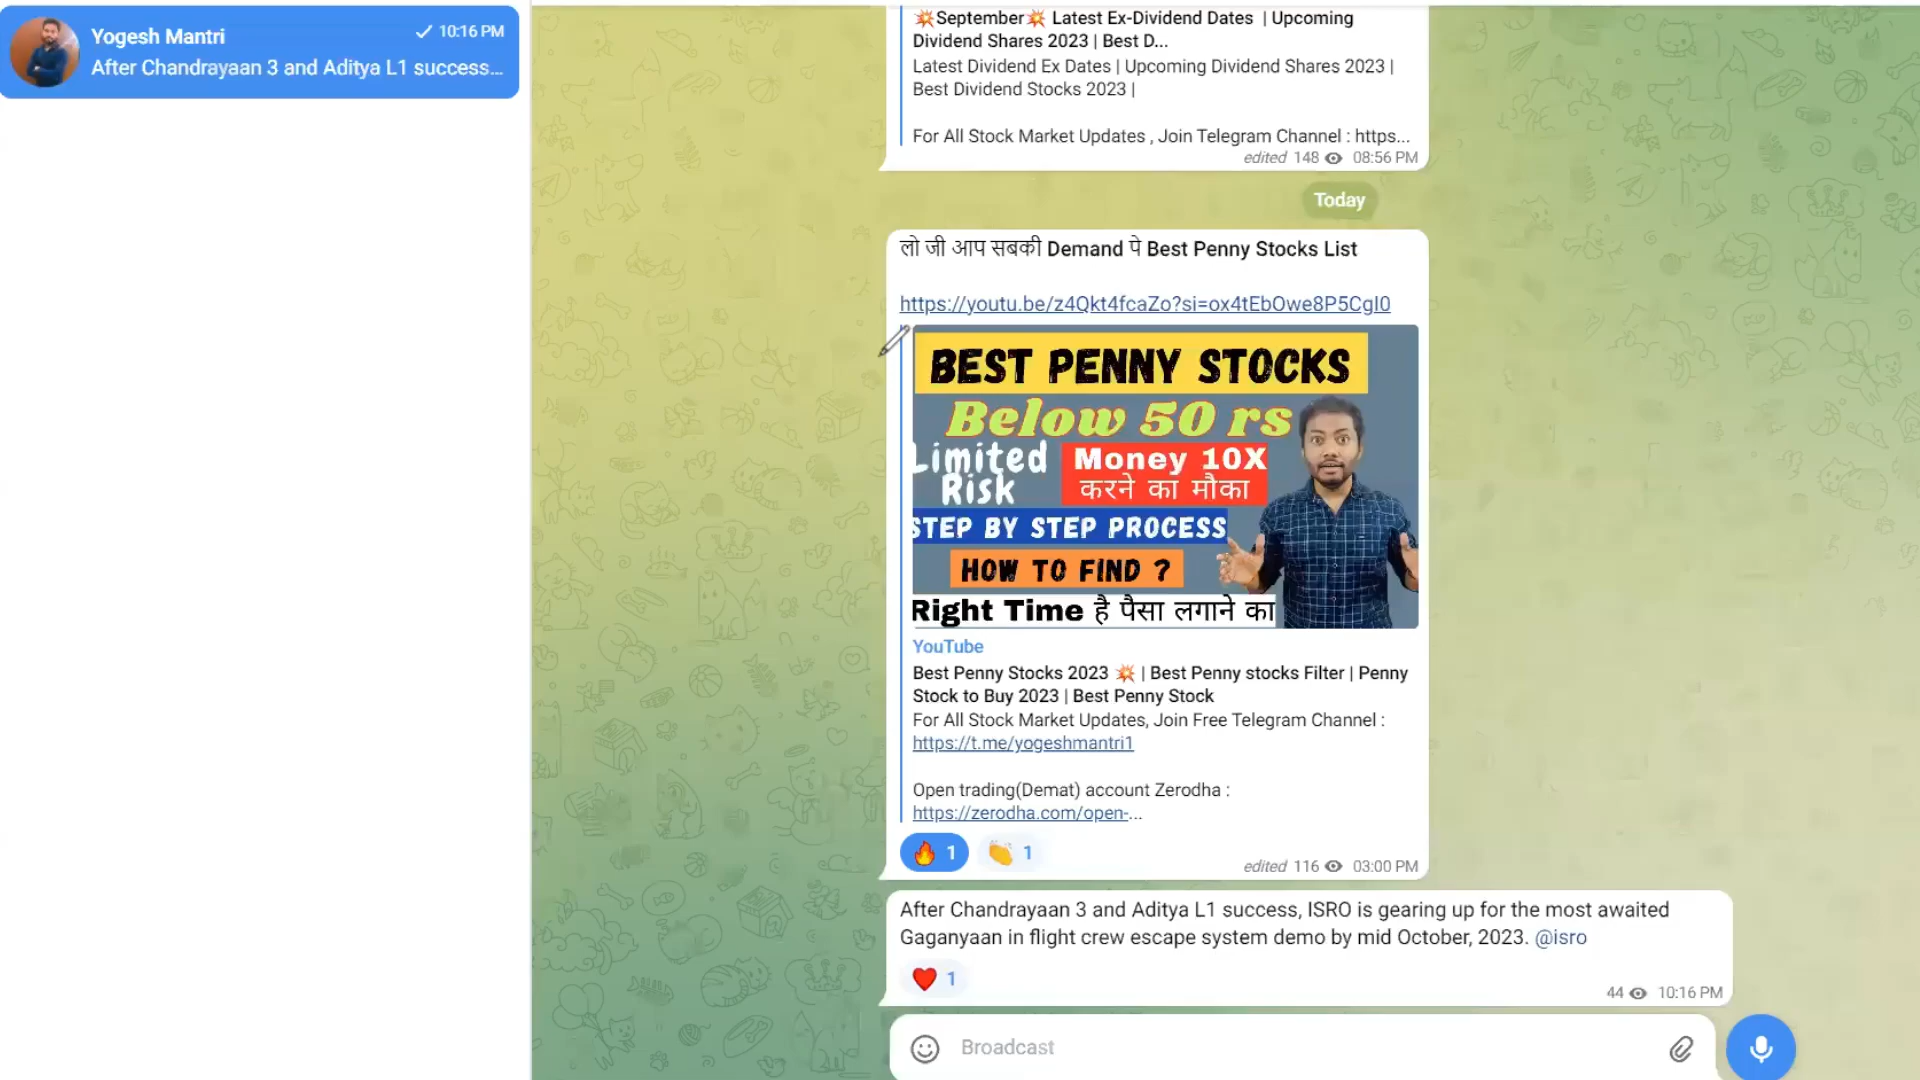 Yogesh Mantri
10:16 PM
After Chandrayaan 3 and Aditya L1 success...
💥September💥 Latest Ex-Dividend Dates | Upcoming
Dividend Shares 2023 | Best D...
Latest Dividend Ex Dates | Upcoming Dividend Shares 2023 |
Best Dividend Stocks 2023 |
For All Stock Market Updates , Join Telegram Channel : https...
edited 148 08:56 PM
Today
लो जी आप सबकी Demand पे Best Penny Stocks List
https://youtu.be/z4Qkt4fcaZo?si=ox4tEbOwe8P5CgI0
BEST PENNY STOCKS
Below 50 rs
Limited
Risk
Money 10X
करने का मौका
STEP BY STEP PROCESS
HOW TO FIND ?
Right Time है पैसा लगाने का
YouTube
Best Penny Stocks 2023 💥 | Best Penny stocks Filter | Penny
Stock to Buy 2023 | Best Penny Stock
For All Stock Market Updates, Join Free Telegram Channel :
https://t.me/yogeshmantri1
Open trading(Demat) account Zerodha :
https://zerodha.com/open-...
🔥 1 👏 1
edited 116 03:00 PM
After Chandrayaan 3 and Aditya L1 success, ISRO is gearing up for the most awaited
Gaganyaan in flight crew escape system demo by mid October, 2023. @isro
❤️ 1
44 10:16 PM
Broadcast